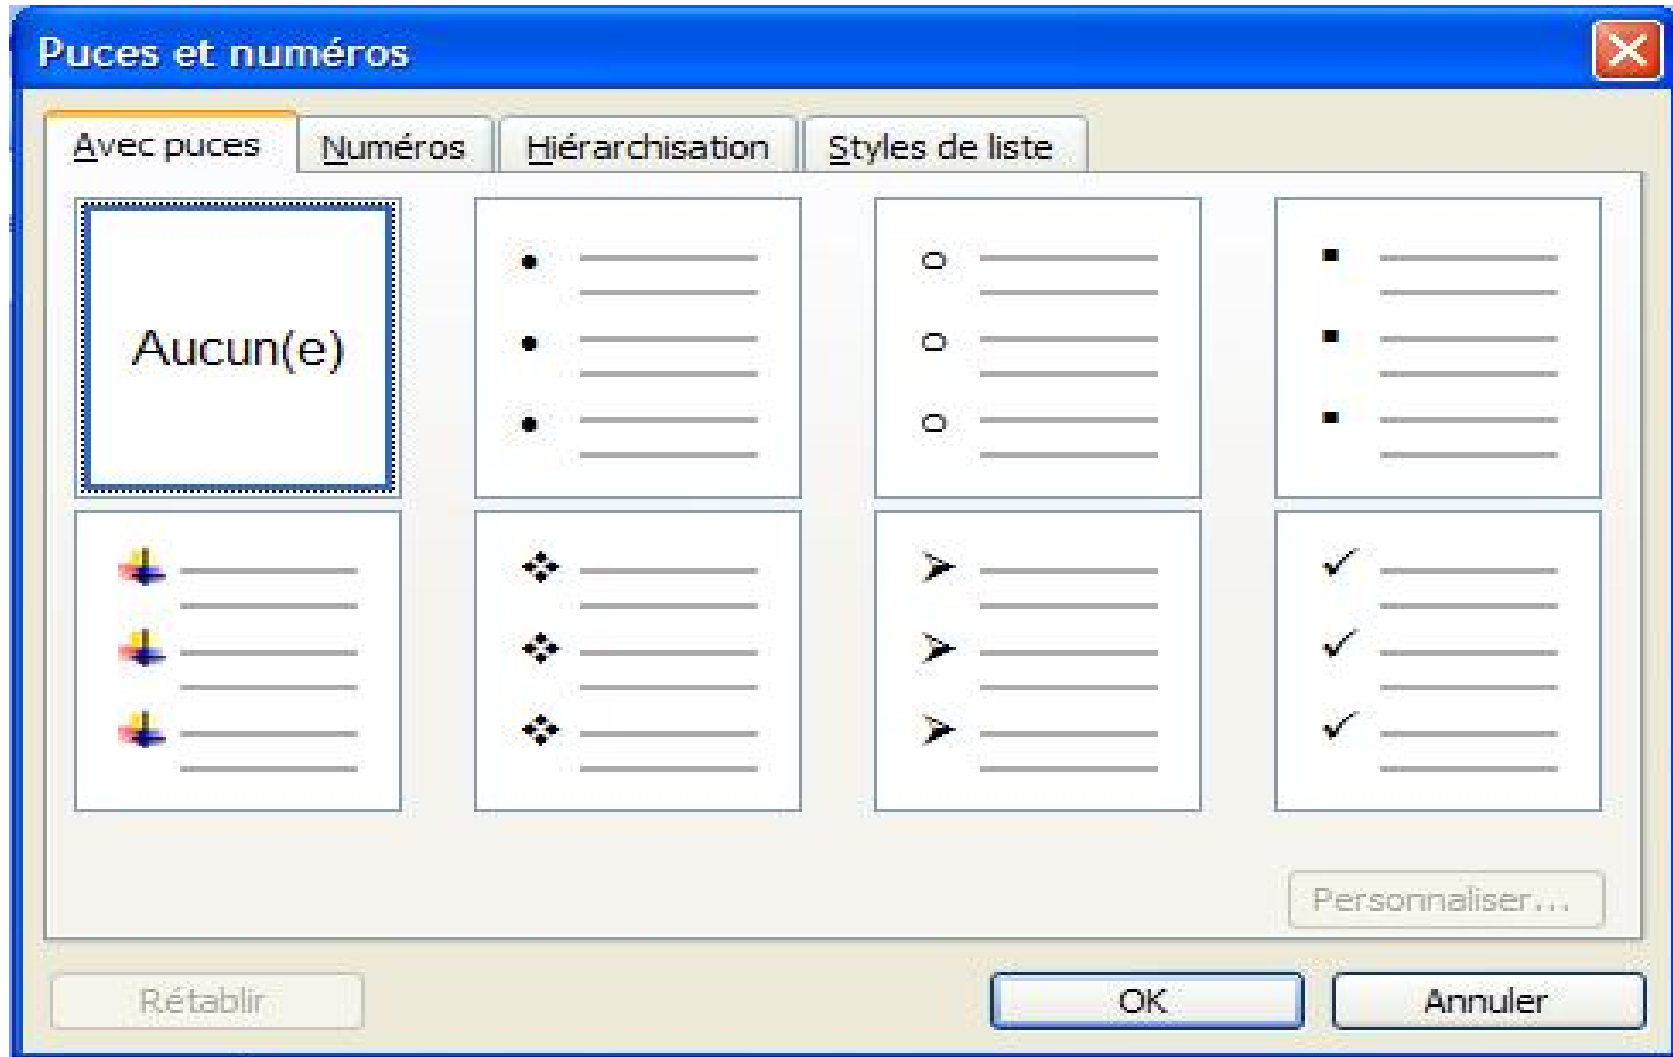 Puces et numéros
Avec puces Numéros Hiérarchisation Styles de liste
Aucun(e)
Personnaliser...
Rétablir OK Annuler